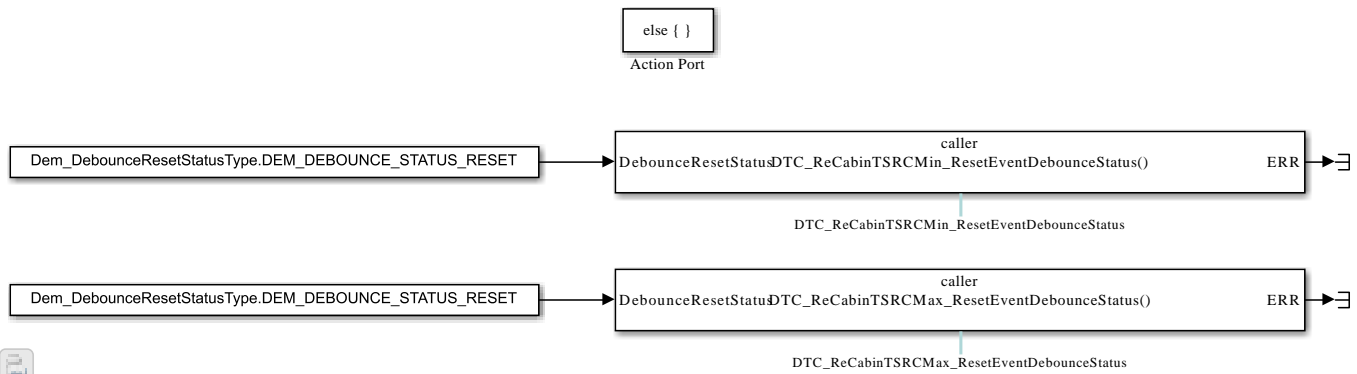 else { }
Action Port
caller
Dem_DebounceResetStatusType.DEM_DEBOUNCE_STATUS_RESET
DebounceResetStatus
DTC_ReCabinTSRCMin_ResetEventDebounceStatus()
ERR
DTC_ReCabinTSRCMin_ResetEventDebounceStatus
caller
Dem_DebounceResetStatusType.DEM_DEBOUNCE_STATUS_RESET
DebounceResetStatus
DTC_ReCabinTSRCMax_ResetEventDebounceStatus()
ERR
DTC_ReCabinTSRCMax_ResetEventDebounceStatus